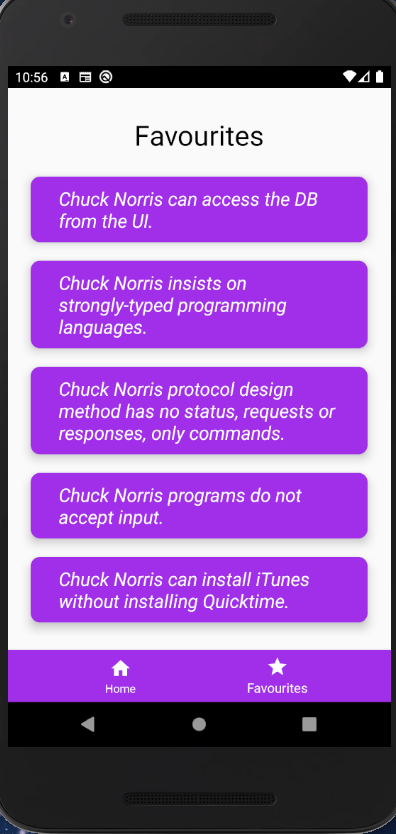 10:56
Favourites
Chuck Norris can access the DB
from the UI.
Chuck Norris insists on
strongly-typed programming
languages.
Chuck Norris protocol design
method has no status, requests or
responses, only commands.
Chuck Norris programs do not
accept input.
Chuck Norris can install iTunes
without installing Quicktime.
Home
Favourites